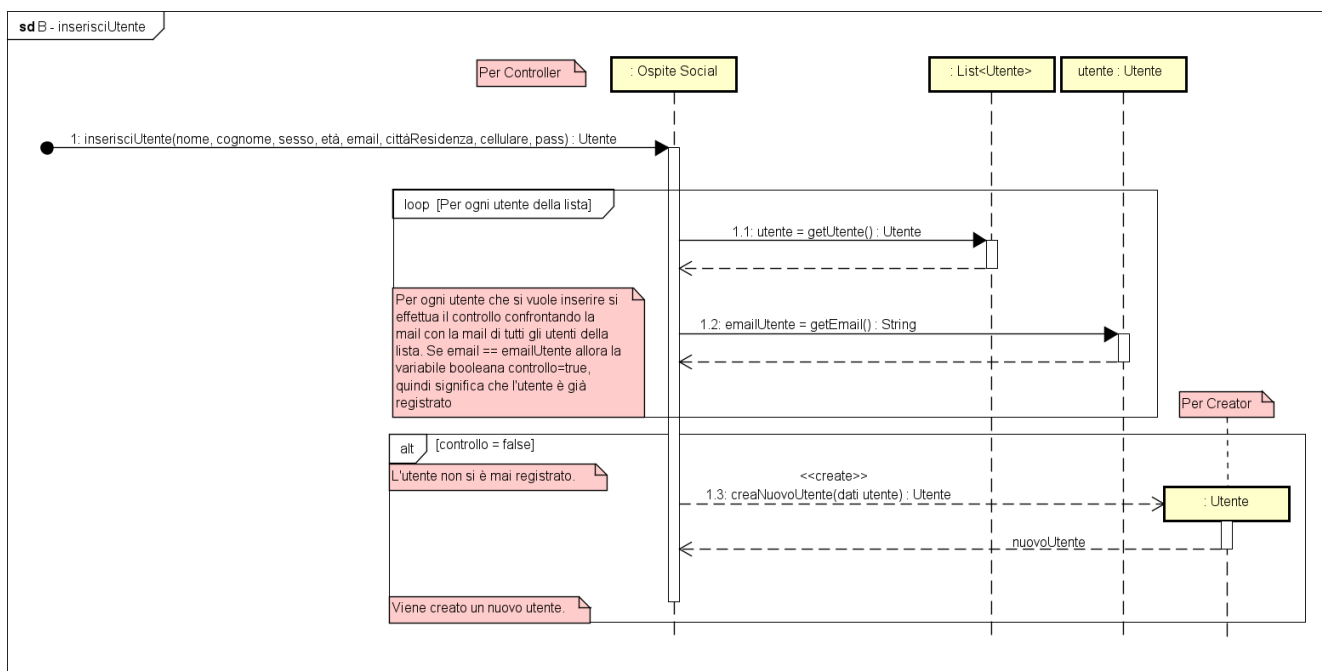 sd B - inserisciUtente
Per Controller
: Ospite Social
: List<Utente>
utente : Utente
1: inserisciUtente(nome, cognome, sesso, età, email, cittàResidenza, cellulare, pass) : Utente
loop [Per ogni utente della lista]
1.1: utente = getUtente() : Utente
Per ogni utente che si vuole inserire si
effettua il controllo confrontando la
mail con la mail di tutti gli utenti della
lista. Se email == emailUtente allora la
variabile booleana controllo=true,
quindi significa che l'utente è già
registrato
1.2: emailUtente = getEmail() : String
Per Creator
alt [controllo = false]
L'utente non si è mai registrato.
<<create>>
1.3: creaNuovoUtente(dati utente) : Utente
: Utente
nuovoUtente
Viene creato un nuovo utente.